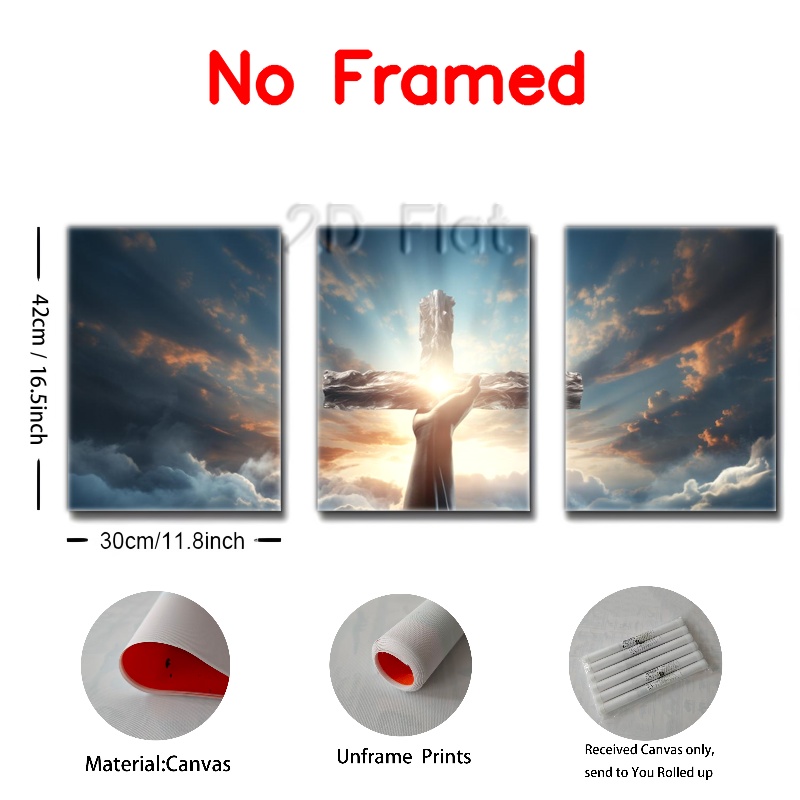 No Framed
2D Flat
42cm / 16.5inch
30cm/11.8inch
Material:Canvas
Unframe Prints
Received Canvas only,
send to You Rolled up